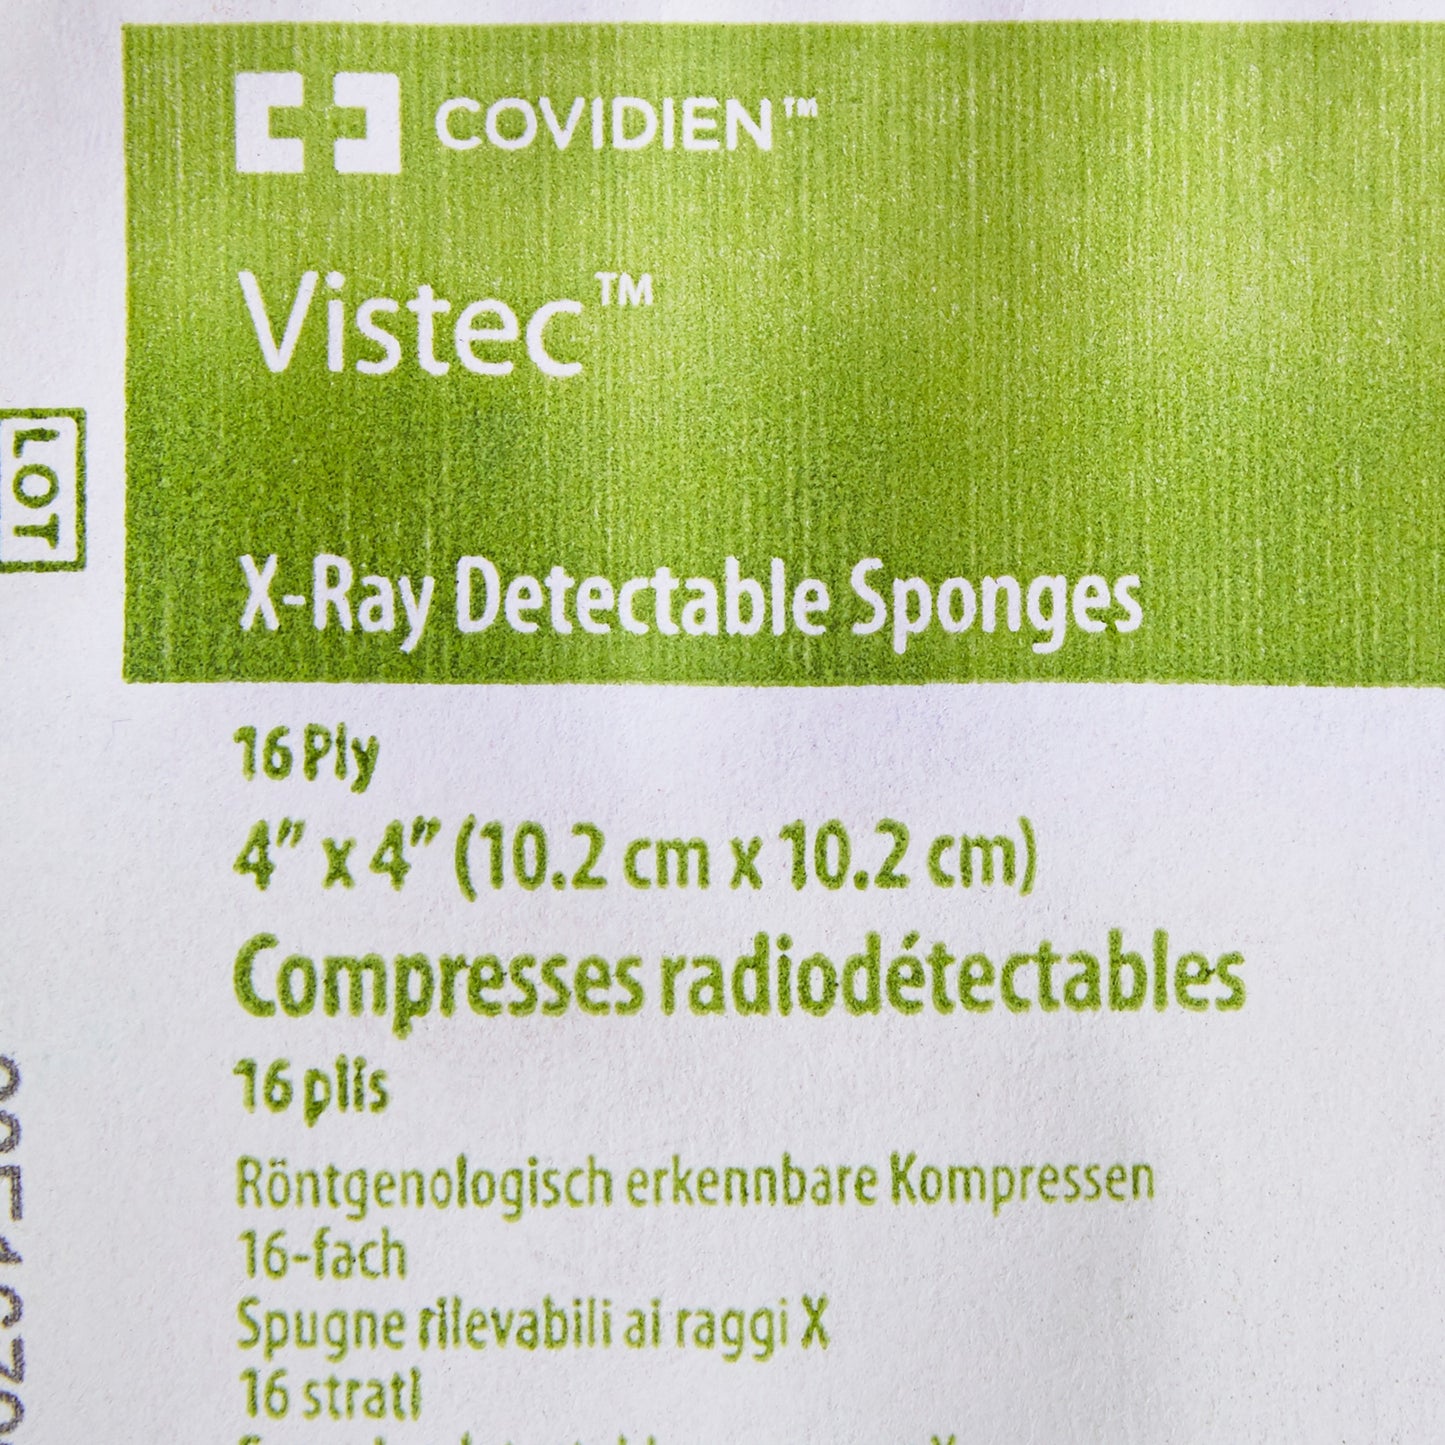 COVIDIEN™
Vistec™
LOT
X-Ray Detectable Sponges
16 Ply
4" x 4" (10.2 cm x 10.2 cm)
Compresses radiodétectables
16 plis
Röntgenologisch erkennbare Kompressen
16-fach
Spugne rilevabili ai raggi X
16 strati